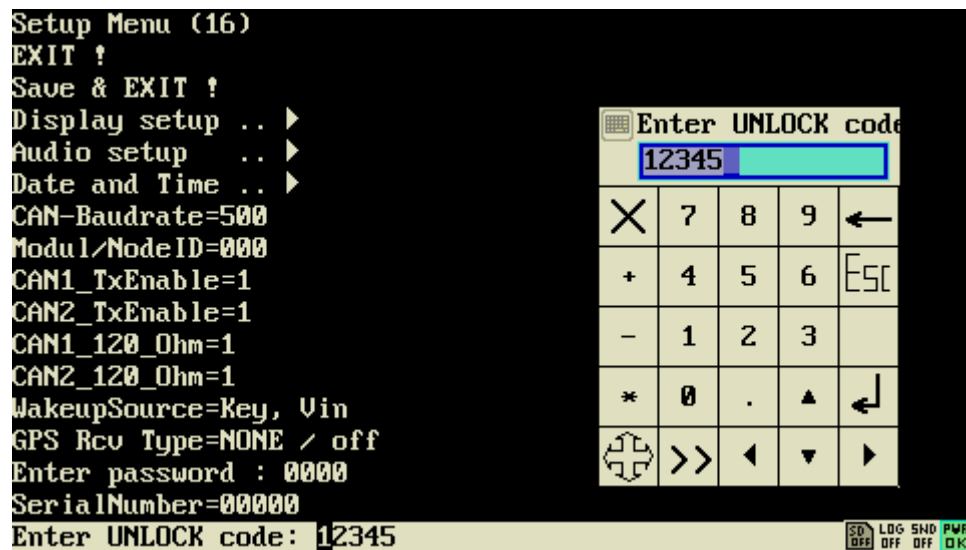 Setup Menu (16)
EXIT !
Save & EXIT !
Display setup ..
Audio setup ..
Date and Time ..
CAN-Baudrate=500
Modul/NodeID=000
CAN1_TxEnable=1
CAN2_TxEnable=1
CAN1_120_Ohm=1
CAN2_120_Ohm=1
WakeupSource=Key, Vin
GPS Rcv Type=NONE / off
Enter password : 0000
SerialNumber=00000
Enter UNLOCK code: 12345
Enter UNLOCK code
12345
7 8 9
+ 4 5 6 Esc
- 1 2 3
* 0 .
>>
SD LOG SND PWR
OFF OFF OFF OK